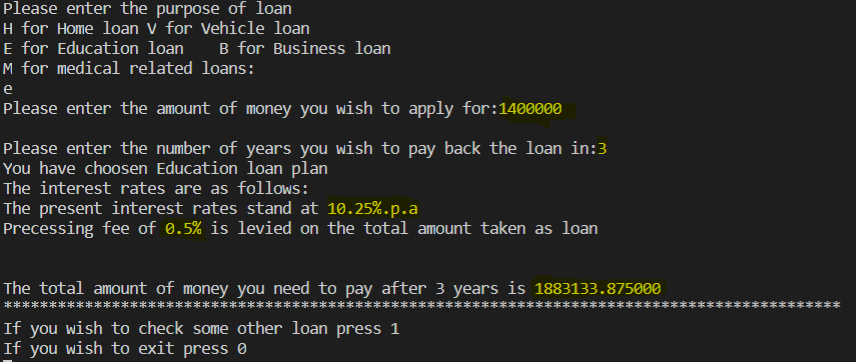 Please enter the purpose of loan
H for Home loan V for Vehicle loan
E for Education loan    B for Business loan
M for medical related loans:
e
Please enter the amount of money you wish to apply for:1400000
Please enter the number of years you wish to pay back the loan in:3
You have choosen Education loan plan
The interest rates are as follows:
The present interest rates stand at 10.25%.p.a
Precessing fee of 0.5% is levied on the total amount taken as loan
The total amount of money you need to pay after 3 years is 1883133.875000
*********************************************************************************************
If you wish to check some other loan press 1
If you wish to exit press 0